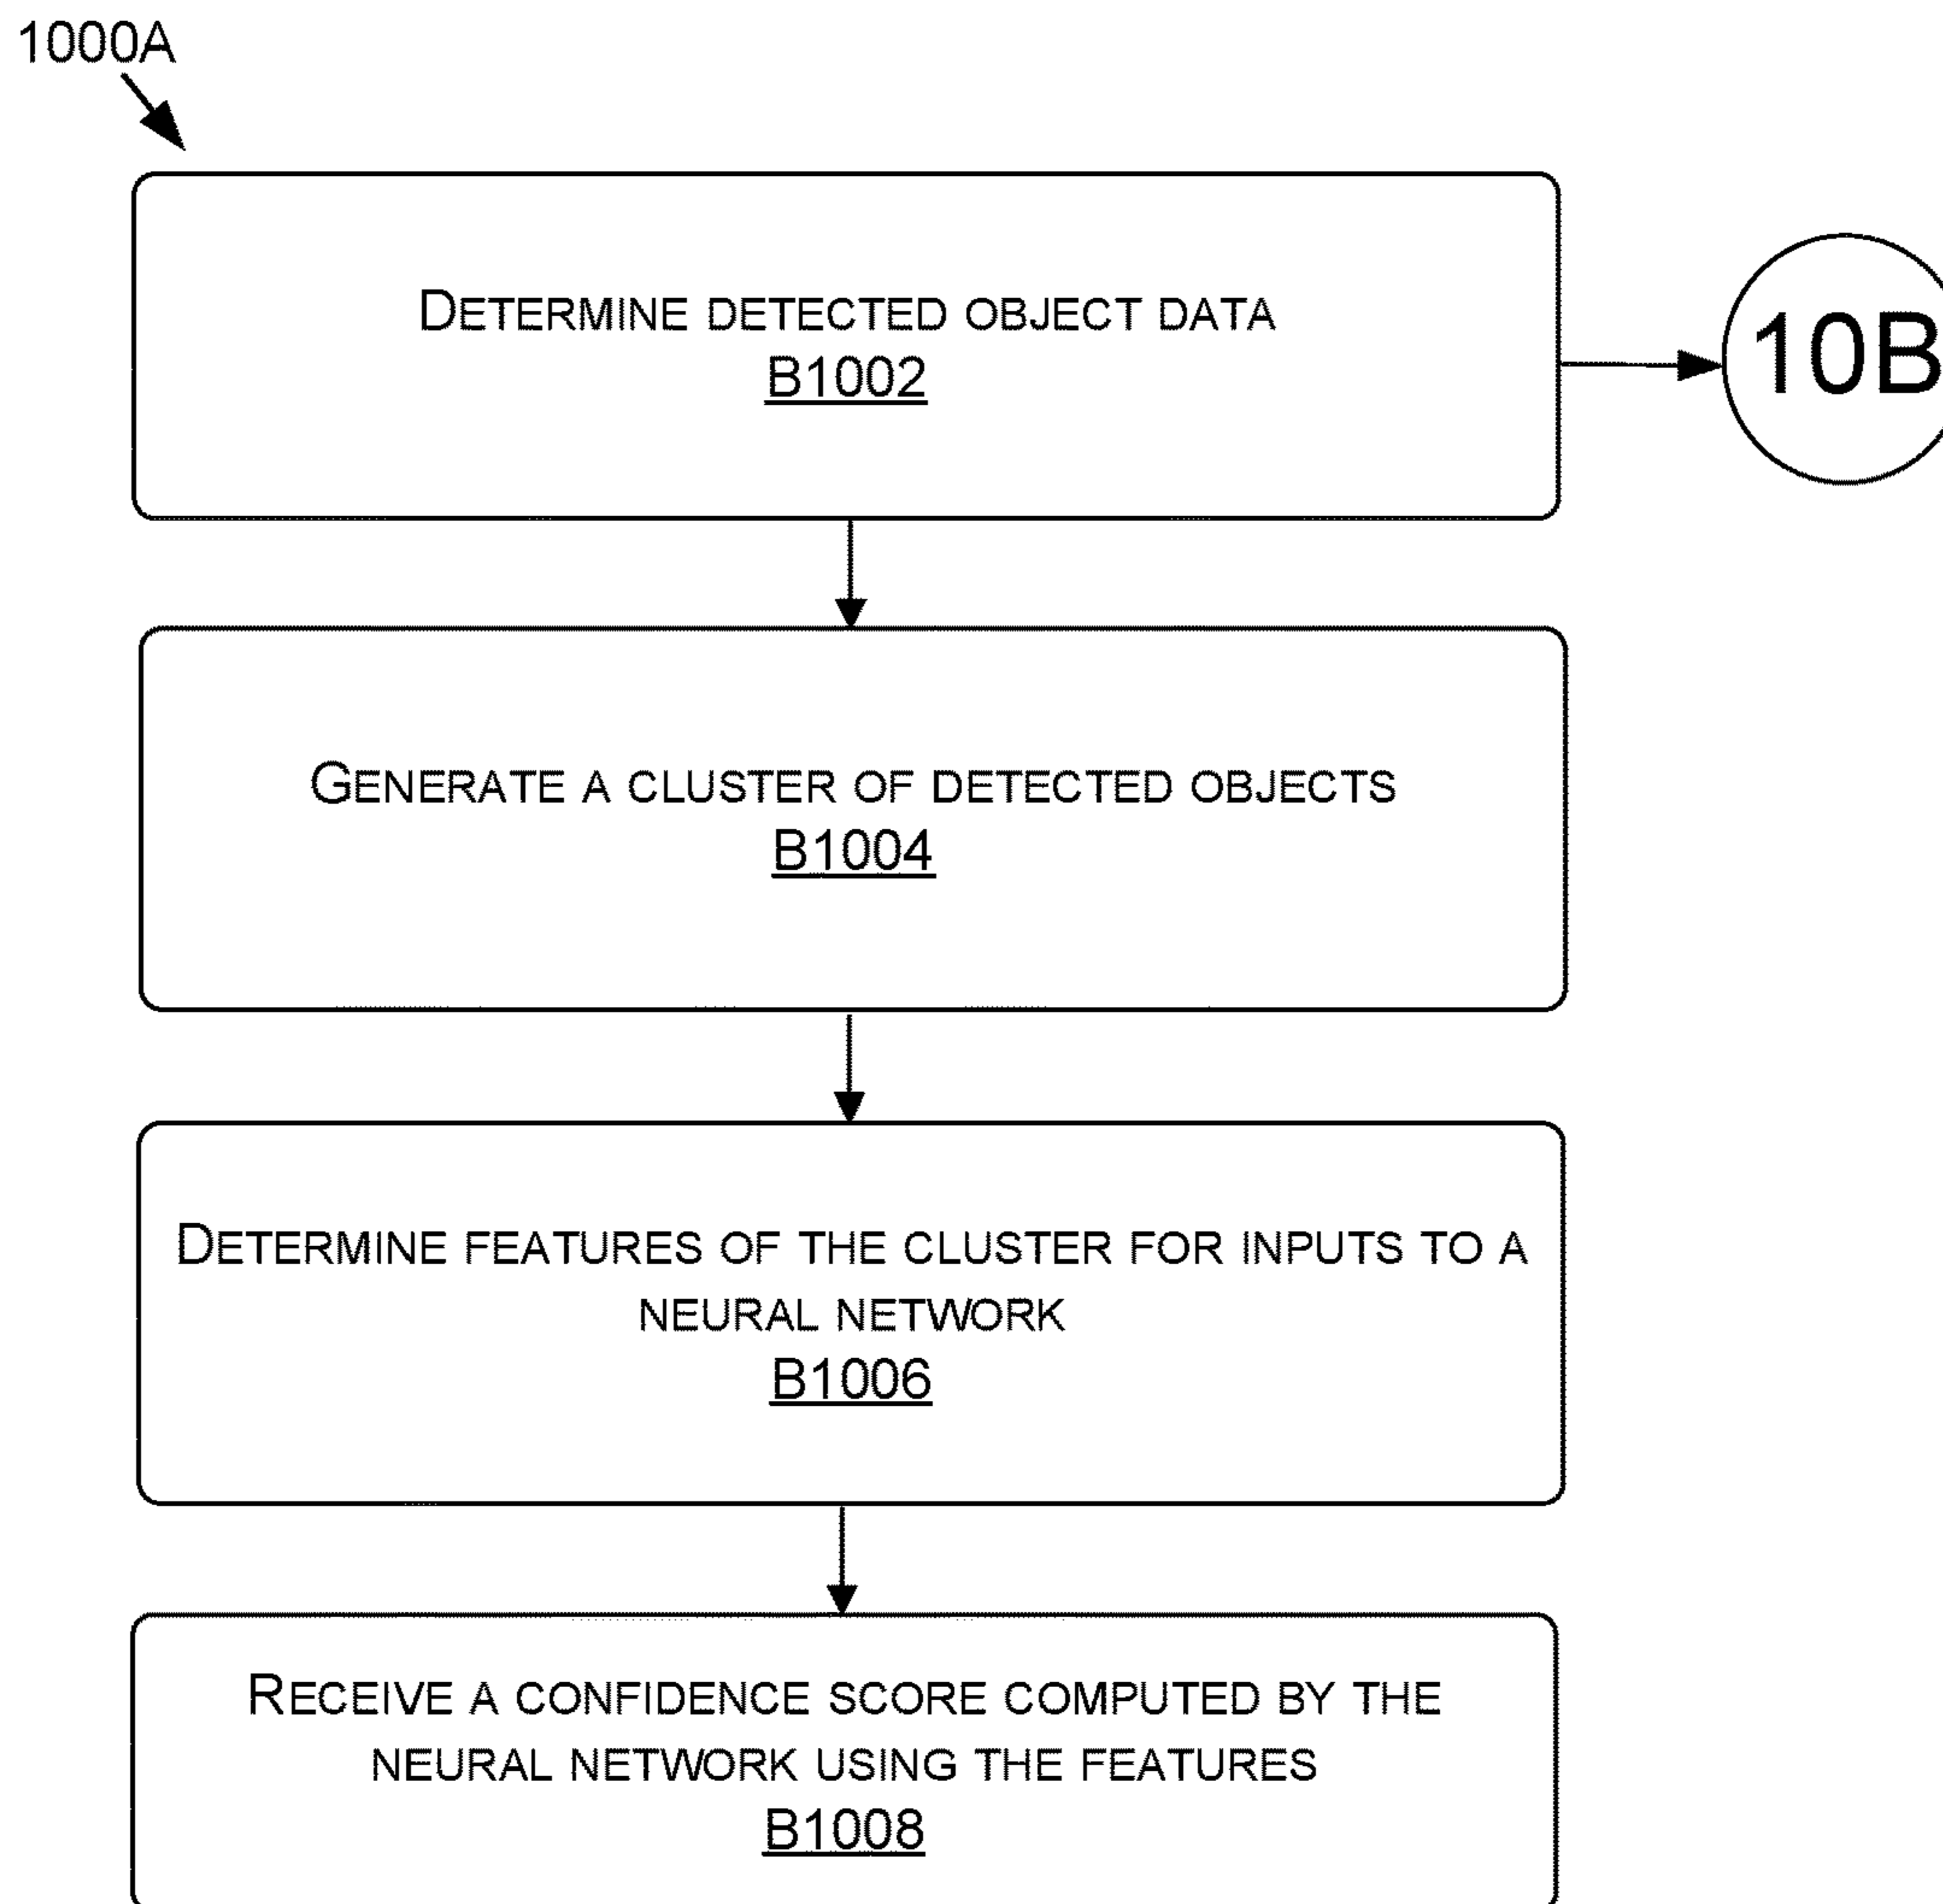 1000A
DETERMINE DETECTED OBJECT DATA
B1002
10B
GENERATE A CLUSTER OF DETECTED OBJECTS
B1004
DETERMINE FEATURES OF THE CLUSTER FOR INPUTS TO A
NEURAL NETWORK
B1006
RECEIVE A CONFIDENCE SCORE COMPUTED BY THE
NEURAL NETWORK USING THE FEATURES
B1008